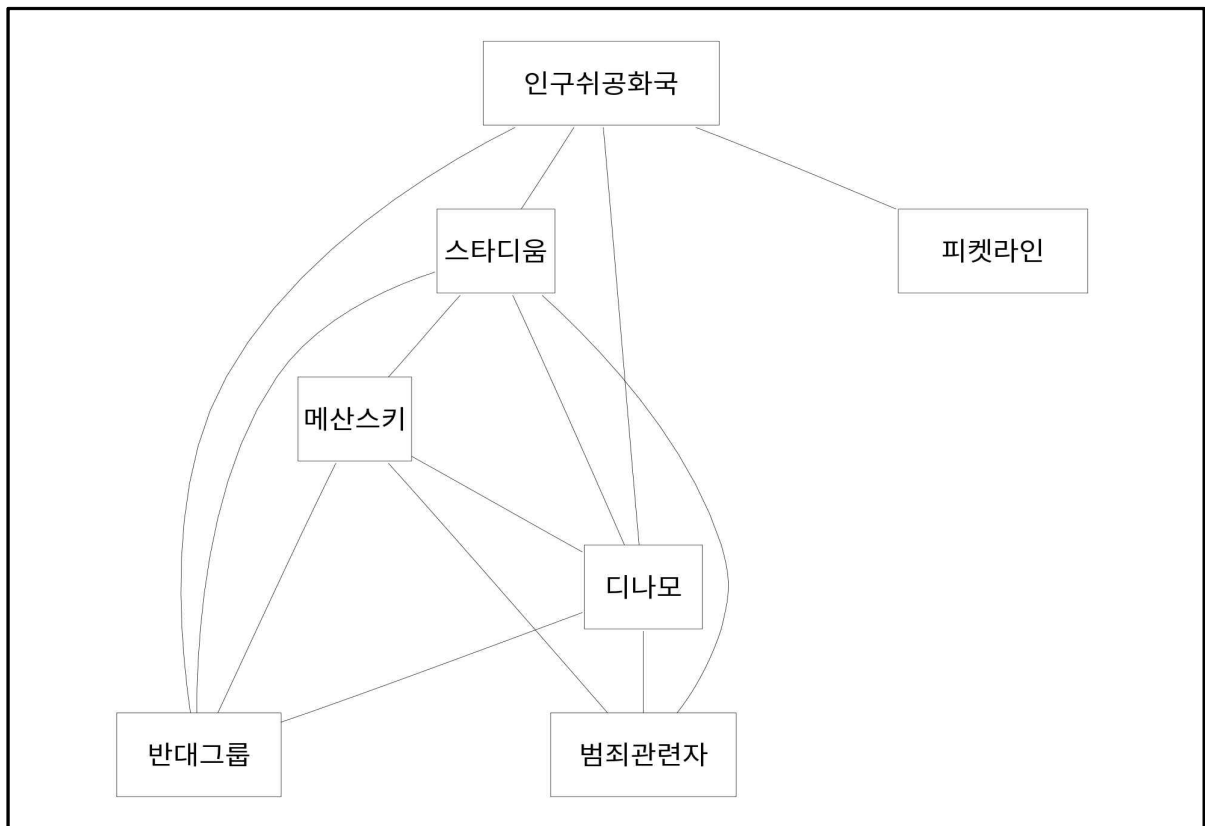 인구쉬공화국
스타디움
피켓라인
메산스키
디나모
반대그룹
범죄관련자